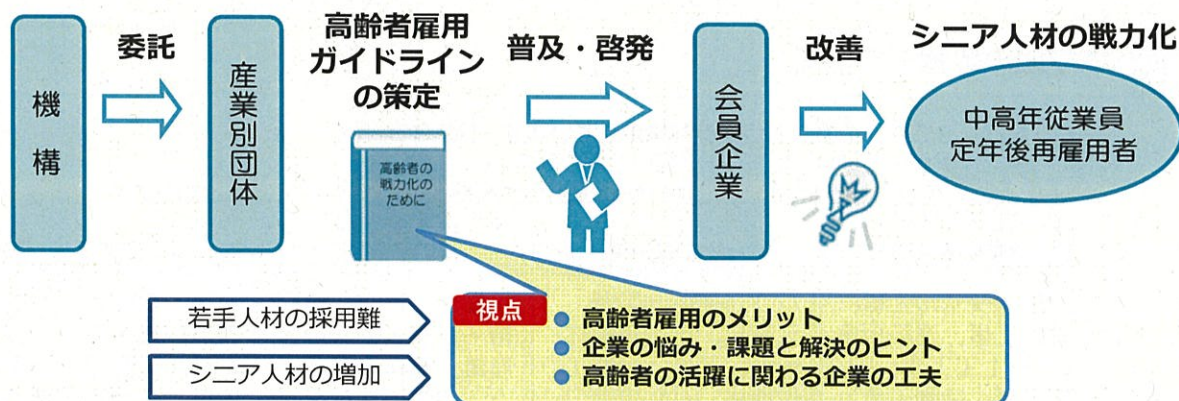 機構
委託
産業別団体
高齢者雇用
ガイドライン
の策定
高齢者の
戦力化の
ために
普及・啓発
会員企業
改善
シニア人材の戦力化
中高年従業員
定年後再雇用者
若手人材の採用難
シニア人材の増加
視点
● 高齢者雇用のメリット
● 企業の悩み・課題と解決のヒント
● 高齢者の活躍に関わる企業の工夫